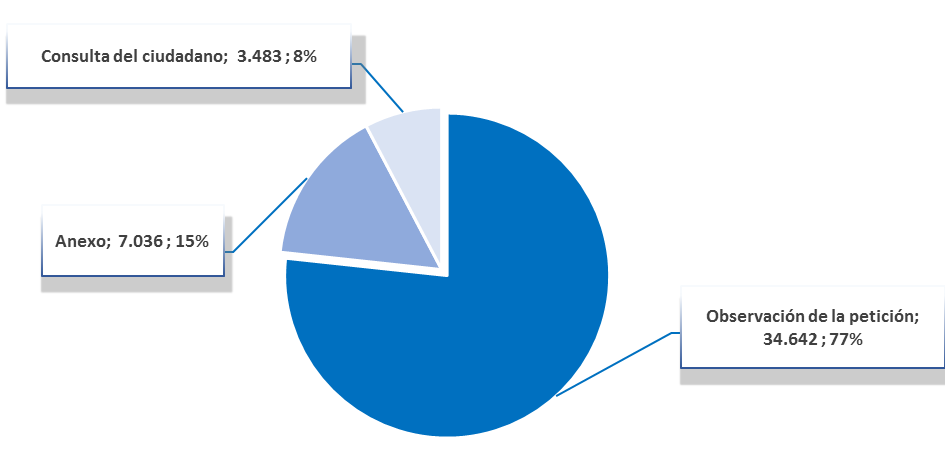 Consulta del ciudadano; 3.483 ; 8%
Anexo; 7.036 ; 15%
Observación de la petición;
34.642 ; 77%